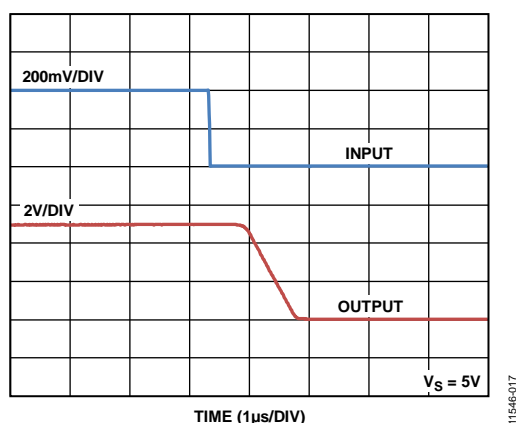 200mV/DIV
INPUT
2V/DIV
OUTPUT
VS = 5V
TIME (1µs/DIV)
11546-017